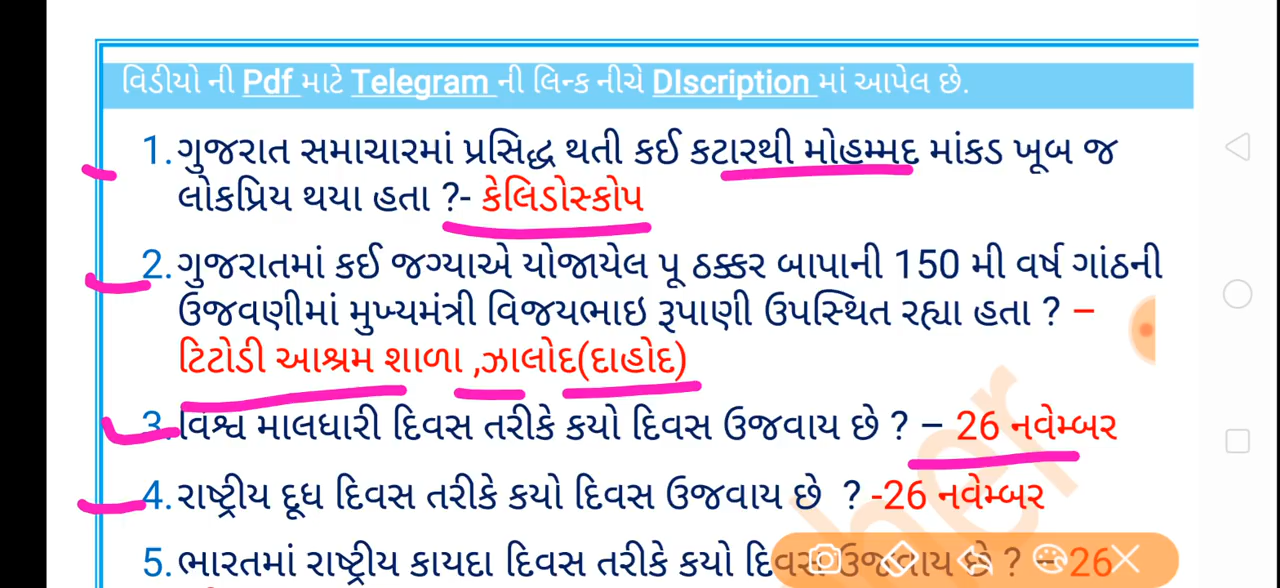 વિડીયો ની Pdf માટે Telegram ની લિન્ક નીચે DIscription માં આપેલ છે.
1. ગુજરાત સમાચારમાં પ્રસિદ્ધ થતી કઈ કટારથી મોહમ્મદ માંકડ ખૂબ જ
લોકપ્રિય થયા હતા ?- કેલિડોસ્કોપ
2. ગુજરાતમાં કઈ જગ્યાએ યોજાયેલ પૂ ઠક્કર બાપાની 150 મી વર્ષ ગાંઠની
ઉજવણીમાં મુખ્યમંત્રી વિજયભાઇ રૂપાણી ઉપસ્થિત રહ્યા હતા ? –
ટિટોડી આશ્રમ શાળા ,ઝાલોદ(દાહોદ)
3. વિશ્વ માલધારી દિવસ તરીકે કયો દિવસ ઉજવાય છે ? – 26 નવેમ્બર
4. રાષ્ટ્રીય દૂધ દિવસ તરીકે કયો દિવસ ઉજવાય છે ? -26 નવેમ્બર
5. ભારતમાં રાષ્ટ્રીય કાયદા દિવસ તરીકે કયો દિવસ ઉજવાય છે ? – 26